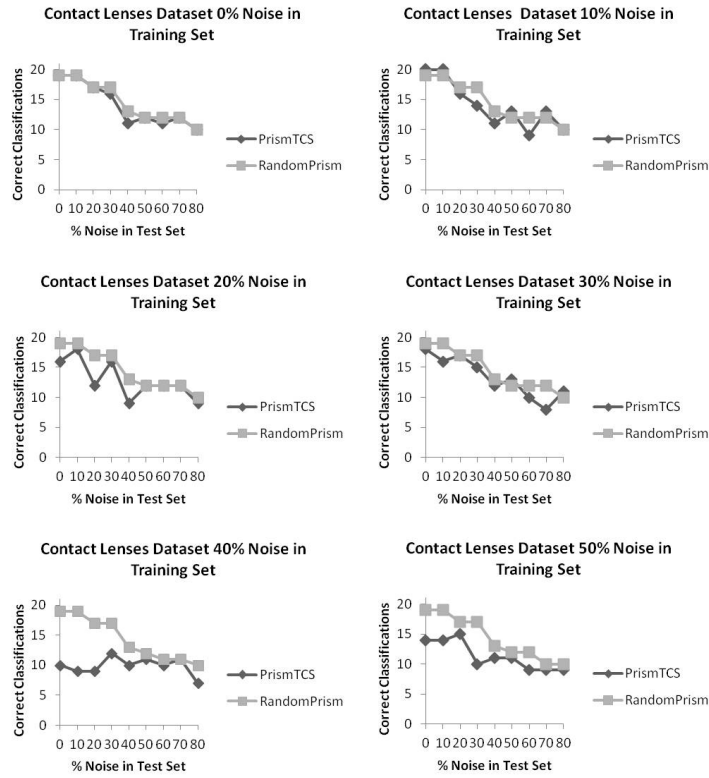 Contact Lenses Dataset 0% Noise in
Training Set
Correct Classifications
20
15
10
5
0
0 10 20 30 40 50 60 70 80
% Noise in Test Set
PrismTCS
RandomPrism
Contact Lenses Dataset 10% Noise in
Training Set
Correct Classifications
20
15
10
5
0
0 10 20 30 40 50 60 70 80
% Noise in Test Set
PrismTCS
RandomPrism
Contact Lenses Dataset 20% Noise in
Training Set
Correct Classifications
20
15
10
5
0
0 10 20 30 40 50 60 70 80
% Noise in Test Set
PrismTCS
RandomPrism
Contact Lenses Dataset 30% Noise in
Training Set
Correct Classifications
20
15
10
5
0
0 10 20 30 40 50 60 70 80
% Noise in Test Set
PrismTCS
RandomPrism
Contact Lenses Dataset 40% Noise in
Training Set
Correct Classifications
20
15
10
5
0
0 10 20 30 40 50 60 70 80
% Noise in Test Set
PrismTCS
RandomPrism
Contact Lenses Dataset 50% Noise in
Training Set
Correct Classifications
20
15
10
5
0
0 10 20 30 40 50 60 70 80
% Noise in Test Set
PrismTCS
RandomPrism